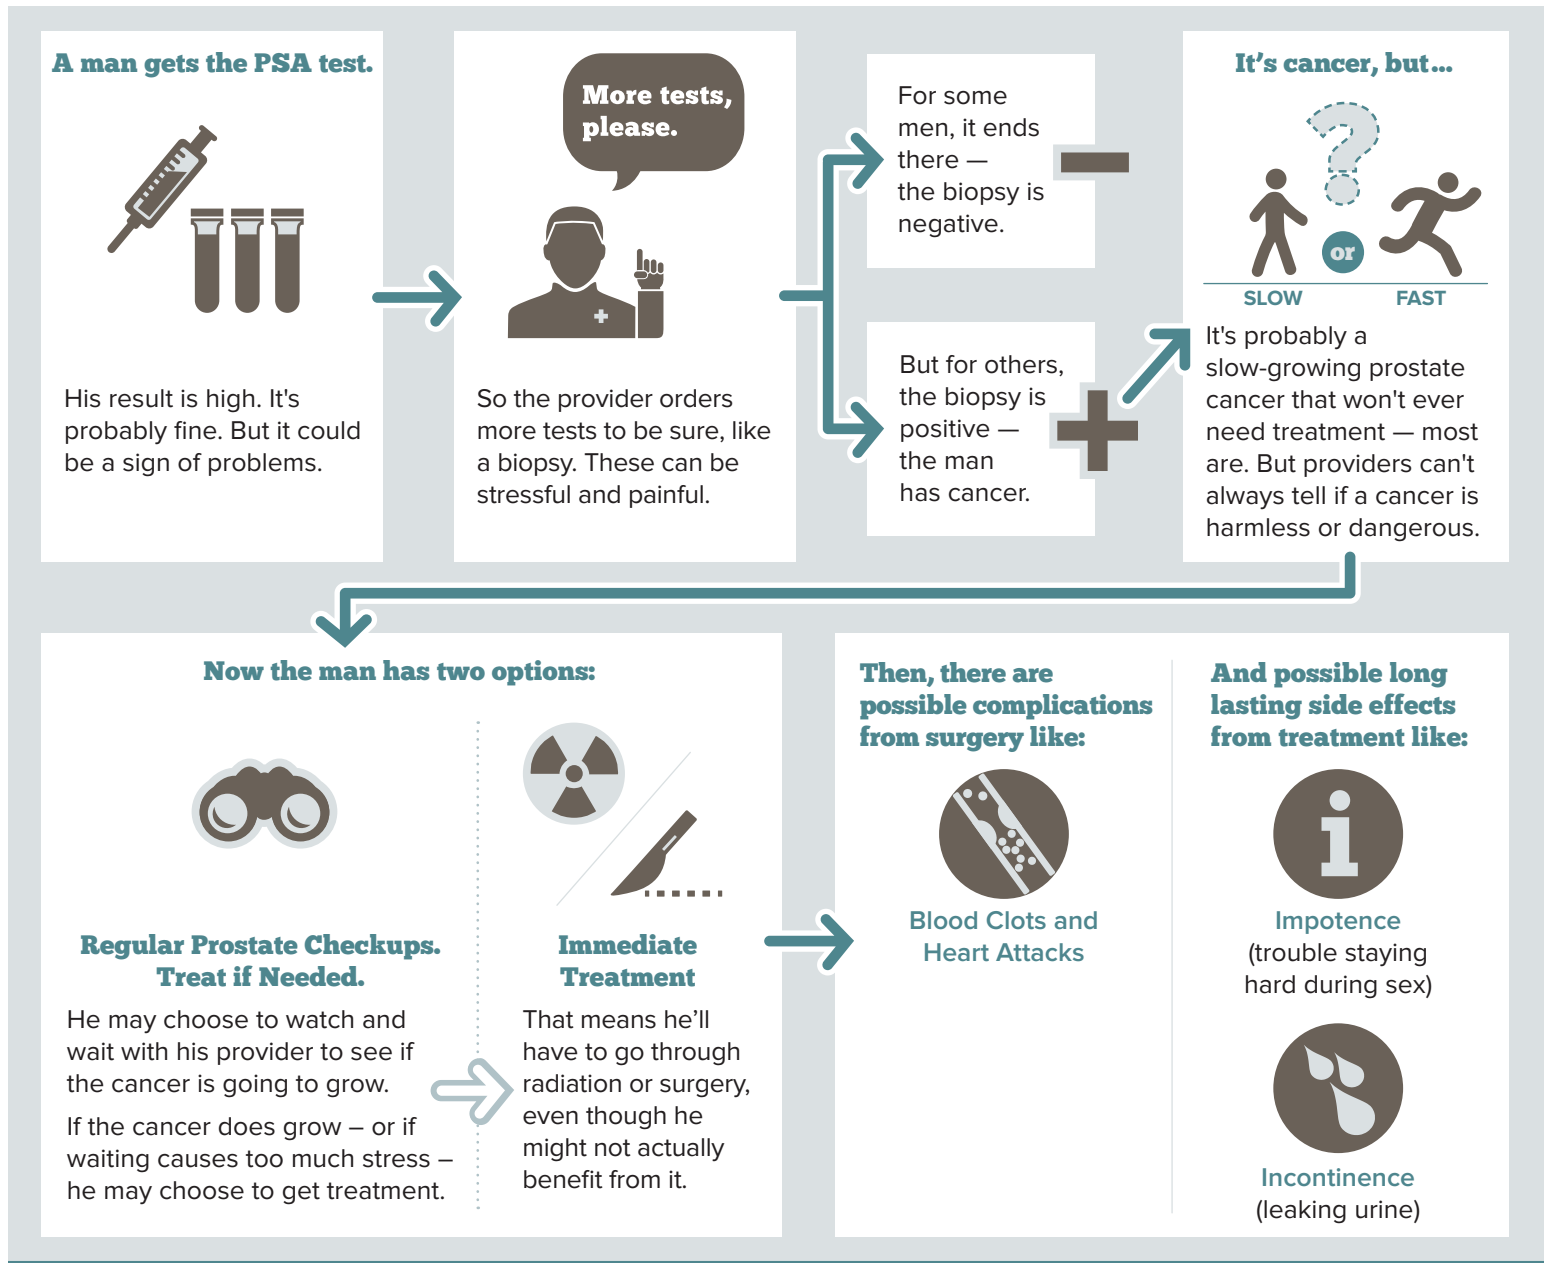 A man gets the PSA test.
His result is high. It's
probably fine. But it could
be a sign of problems.
More tests,
please.
So the provider orders
more tests to be sure, like
a biopsy. These can be
stressful and painful.
For some
men, it ends
there —
the biopsy is
negative.
But for others,
the biopsy is
positive —
the man
has cancer.
It’s cancer, but...
?
or
SLOW
FAST
It's probably a
slow-growing prostate
cancer that won't ever
need treatment — most
are. But providers can't
always tell if a cancer is
harmless or dangerous.
Now the man has two options:
Regular Prostate Checkups.
Treat if Needed.
He may choose to watch and
wait with his provider to see if
the cancer is going to grow.
If the cancer does grow – or if
waiting causes too much stress –
he may choose to get treatment.
Immediate
Treatment
That means he’ll
have to go through
radiation or surgery,
even though he
might not actually
benefit from it.
Then, there are
possible complications
from surgery like:
Blood Clots and
Heart Attacks
And possible long
lasting side effects
from treatment like:
i
Impotence
(trouble staying
hard during sex)
Incontinence
(leaking urine)